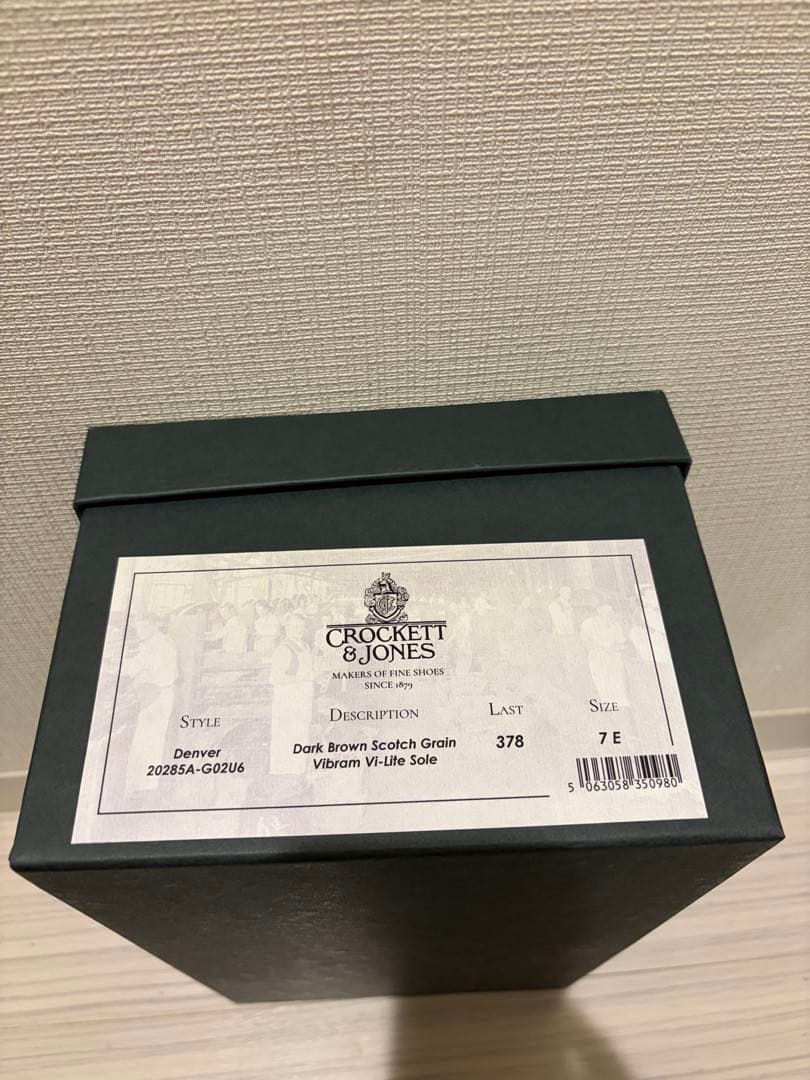 CROCKETT
& JONES
MAKERS OF FINE SHOES
SINCE 1879
STYLE DESCRIPTION LAST SIZE
Denver Dark Brown Scotch Grain 378 7 E
20285A-G02U6 Vibram Vi-Lite Sole
5 063058 350980